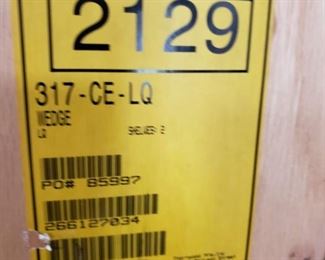 2129
317-CE-LQ
WEDGE
LQ SHELVES: 2
PO# 85997
266127034